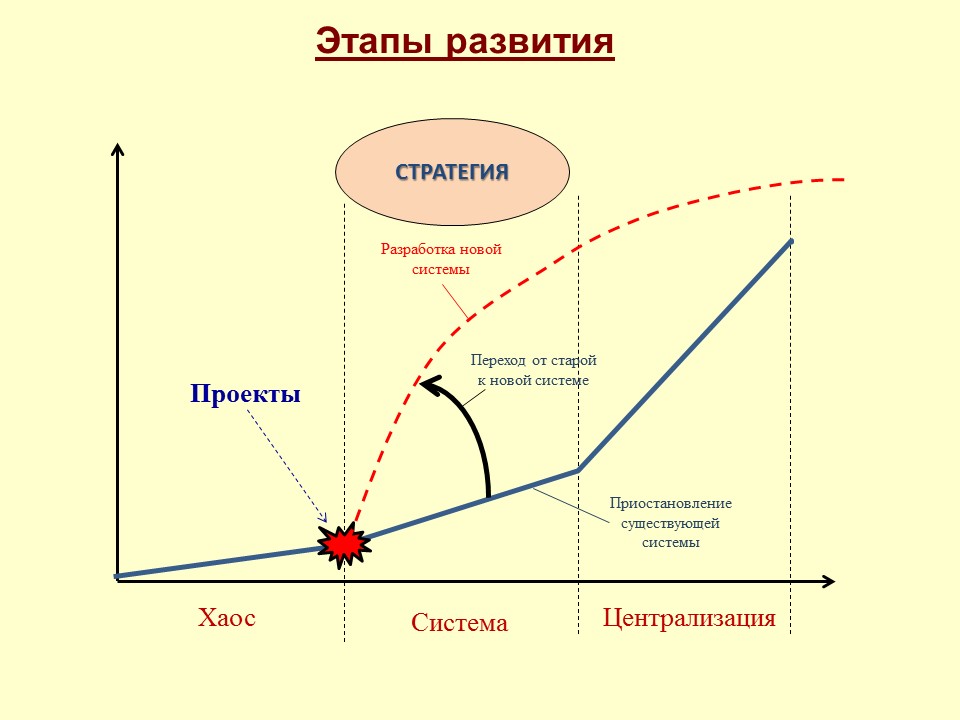 Этапы развития
СТРАТЕГИЯ
Разработка новой
системы
Переход от старой
к новой системе
Проекты
Приостановление
существующей
системы
Хаос
Система
Централизация